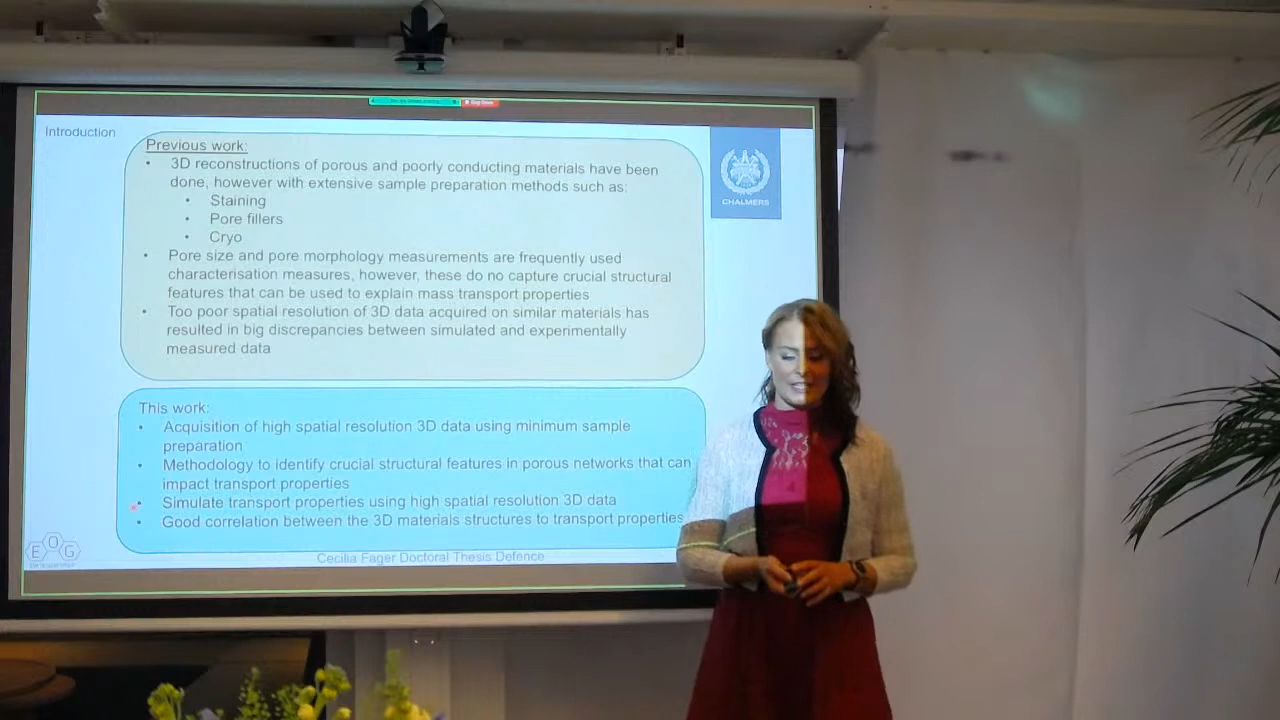 Introduction
Previous work:
• 3D reconstructions of porous and poorly conducting materials have been
done, however with extensive sample preparation methods such as:
• Staining
• Pore fillers
• Cryo
• Pore size and pore morphology measurements are frequently used
characterisation measures, however, these do no capture crucial structural
features that can be used to explain mass transport properties
• Too poor spatial resolution of 3D data acquired on similar materials has
resulted in big discrepancies between simulated and experimentally
measured data
CHALMERS
This work:
• Acquisition of high spatial resolution 3D data using minimum sample
preparation
• Methodology to identify crucial structural features in porous networks that can
impact transport properties
• Simulate transport properties using high spatial resolution 3D data
• Good correlation between the 3D materials structures to transport properties
EOG
Cecilia Fager Doctoral Thesis Defence